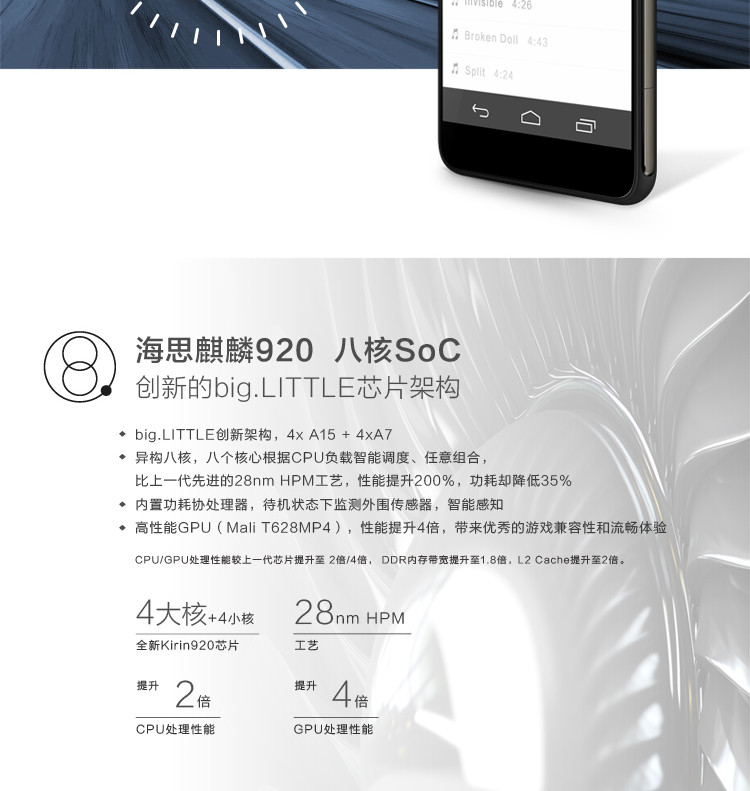 Invisible 4:26
Broken Doll 4:43
Split 4:24
海思麒麟920 八核SoC
创新的big.LITTLE芯片架构
big.LITTLE创新架构，4x A15 + 4xA7
异构八核，八个核心根据CPU负载智能调度、任意组合，
比上一代先进的28nm HPM工艺，性能提升200%，功耗却降低35%
内置功耗协处理器，待机状态下监测外围传感器，智能感知
高性能GPU（Mali T628MP4），性能提升4倍，带来优秀的游戏兼容性和流畅体验
CPU/GPU处理性能较上一代芯片提升至 2倍/4倍， DDR内存带宽提升至1.8倍，L2 Cache提升至2倍。
4大核+4小核
全新Kirin920芯片
28nm HPM
工艺
提升 2倍
CPU处理性能
提升 4倍
GPU处理性能